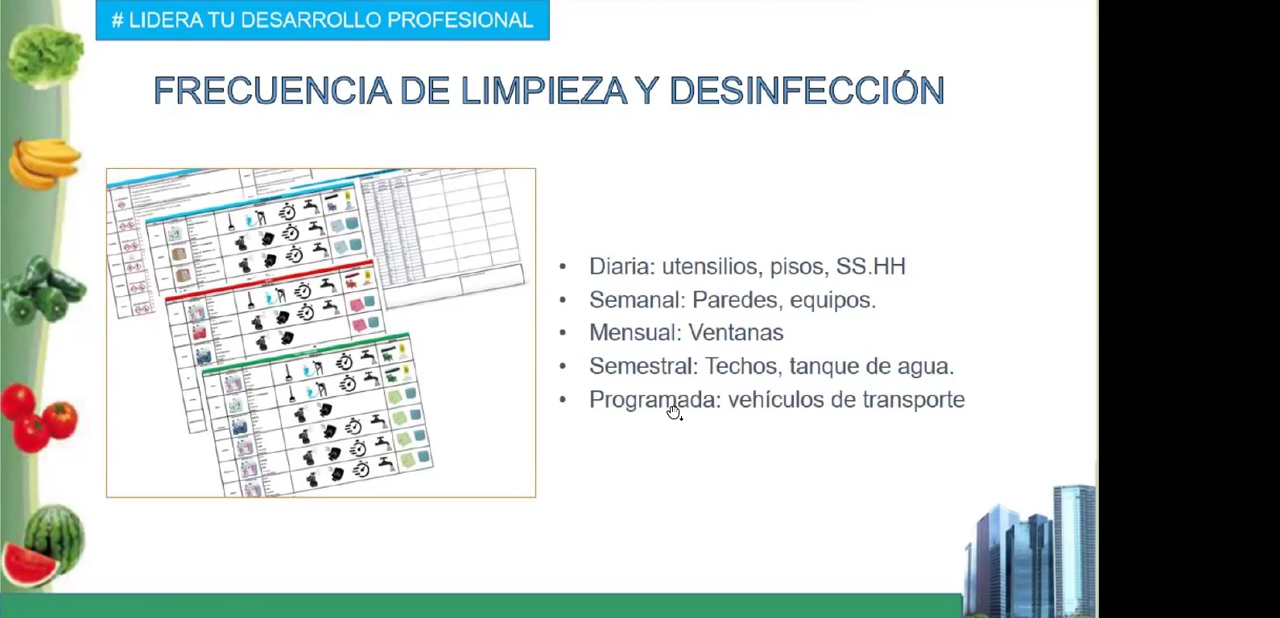 # LIDERA TU DESARROLLO PROFESIONAL
FRECUENCIA DE LIMPIEZA Y DESINFECCIÓN
• Diaria: utensilios, pisos, SS.HH
• Semanal: Paredes, equipos.
• Mensual: Ventanas
• Semestral: Techos, tanque de agua.
• Programada: vehículos de transporte